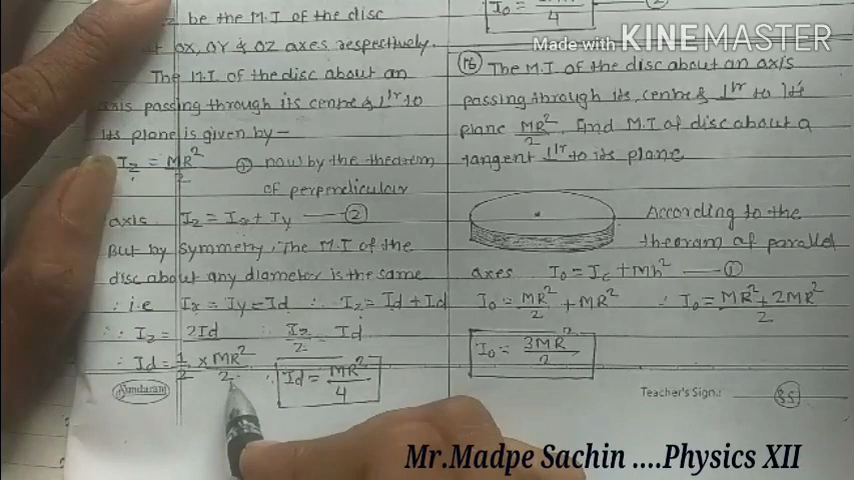 be the M.I of the disc
OX, OY & OZ axes respectively.
The M.I of the disc about an
axis passing through its centre & ⊥ʳ to
its plane is given by -
Iz = MR²/2 ① now by the theorem
of perpendicular
axis Iz = Ix + Iy —— ②
But by symmetry, the M.I of the
disc about any diameter is the same
∴ i.e Ix = Iy = Id ∴ Iz = Id + Id
∴ Iz = 2Id ∴ Iz/2 = Id
∴ Id = 1/2 × MR²/2 ∴ Id = MR²/4
Sundaram
I0 = 4
Made with KINEMASTER
(16) The M.I of the disc about an axis
passing through its centre & ⊥ʳ to its
plane MR²/2, find M.I of disc about a
tangent ⊥ʳ to its plane
According to the
theoram of parallel
axes I0 = Ic + Mh² —— ①
I0 = MR²/2 + MR² ∴ I0 = MR² + 2MR²/2
I0 = 3MR²/2
Teacher's Sign.: 85
Mr.Madpe Sachin ....Physics XII